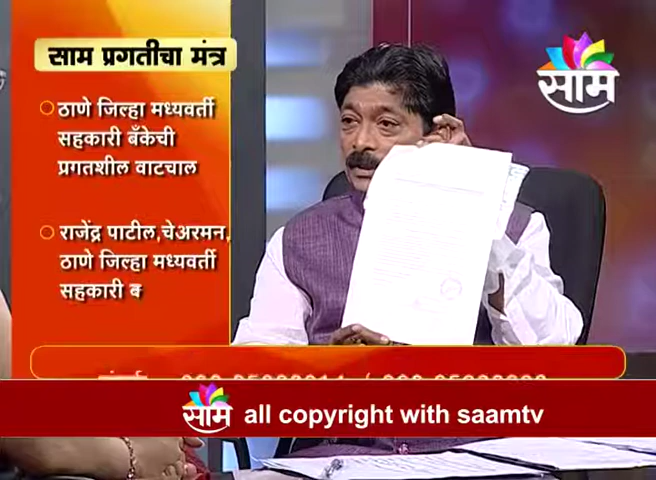 साम प्रगतीचा मंत्र
साम
ठाणे जिल्हा मध्यवर्ती
सहकारी बँकेची
प्रगतशील वाटचाल
राजेंद्र पाटील,चेअरमन,
ठाणे जिल्हा मध्यवर्ती
सहकारी ब
साम all copyright with saamtv